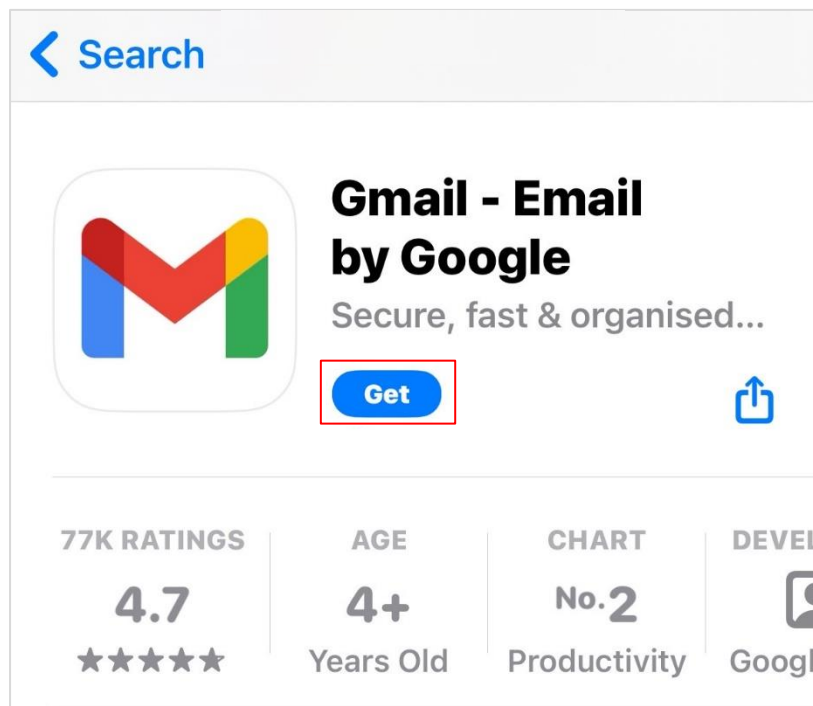 Search
Gmail - Email
by Google
Secure, fast & organised...
Get
77K RATINGS
4.7
★★★★★
AGE
4+
Years Old
CHART
No.2
Productivity